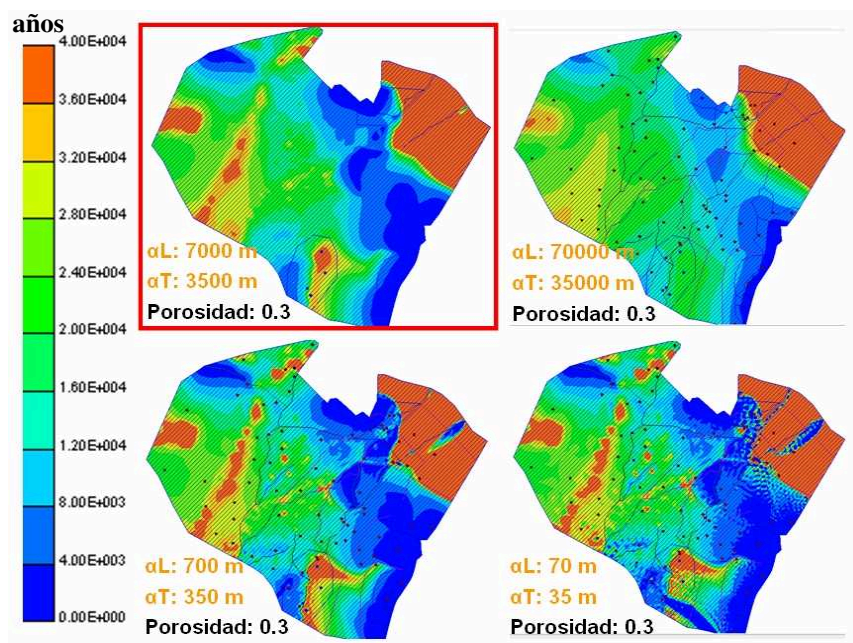 años
4.00E+004
3.60E+004
3.20E+004
2.80E+004
2.40E+004
2.00E+004
1.60E+004
1.20E+004
8.00E+003
4.00E+003
0.00E+000
αL: 7000 m
αT: 3500 m
Porosidad: 0.3
αL: 70000 m
αT: 35000 m
Porosidad: 0.3
αL: 700 m
αT: 350 m
Porosidad: 0.3
αL: 70 m
αT: 35 m
Porosidad: 0.3